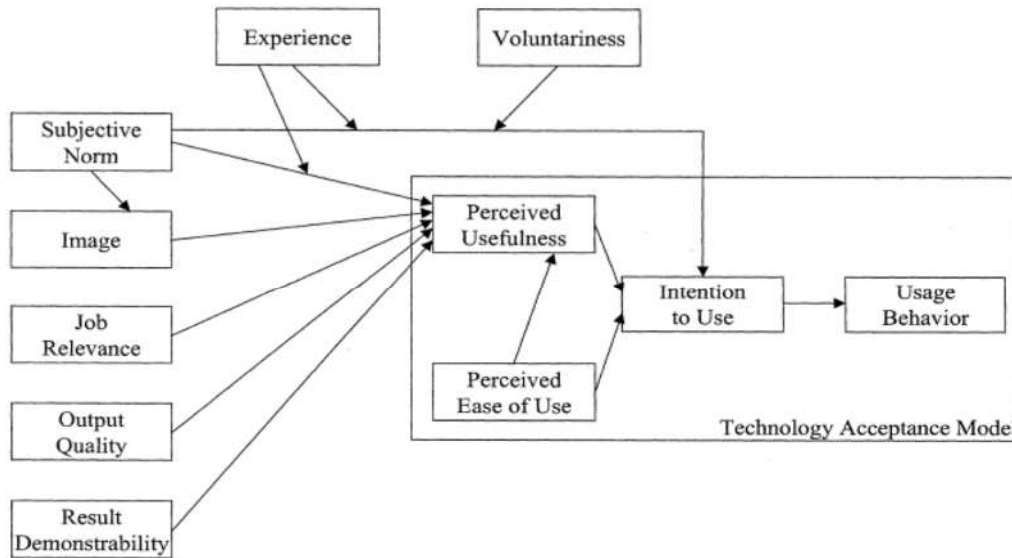 Experience
Voluntariness
Subjective
Norm
Image
Job
Relevance
Output
Quality
Result
Demonstrability
Perceived
Usefulness
Perceived
Ease of Use
Intention
to Use
Usage
Behavior
Technology Acceptance Model